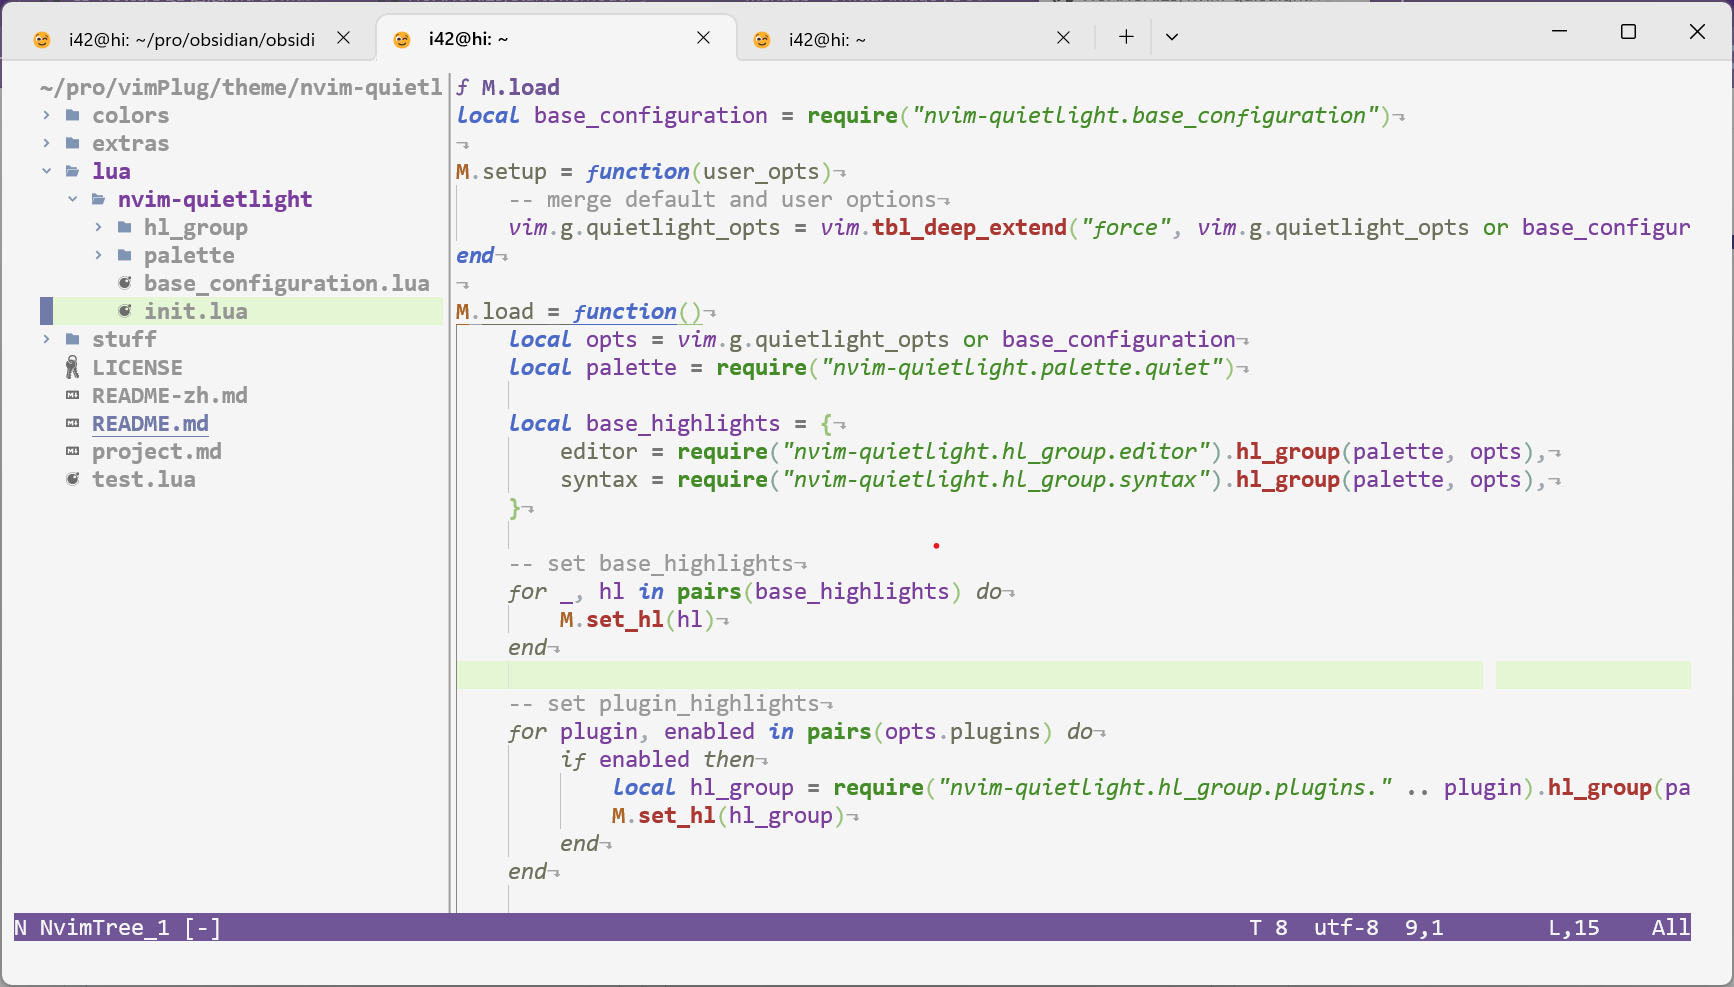 i42@hi: ~/pro/obsidian/obsidi
i42@hi: ~
i42@hi: ~
~/pro/vimPlug/theme/nvim-quietl
colors
extras
lua
nvim-quietlight
hl_group
palette
base_configuration.lua
init.lua
stuff
LICENSE
README-zh.md
README.md
project.md
test.lua
ƒ M.load
local base_configuration = require("nvim-quietlight.base_configuration")¬
¬
M.setup = function(user_opts)¬
-- merge default and user options¬
vim.g.quietlight_opts = vim.tbl_deep_extend("force", vim.g.quietlight_opts or base_configur
end¬
¬
M.load = function()¬
local opts = vim.g.quietlight_opts or base_configuration¬
local palette = require("nvim-quietlight.palette.quiet")¬
local base_highlights = {¬
editor = require("nvim-quietlight.hl_group.editor").hl_group(palette, opts),¬
syntax = require("nvim-quietlight.hl_group.syntax").hl_group(palette, opts),¬
}¬
-- set base_highlights¬
for _, hl in pairs(base_highlights) do¬
M.set_hl(hl)¬
end¬
-- set plugin_highlights¬
for plugin, enabled in pairs(opts.plugins) do¬
if enabled then¬
local hl_group = require("nvim-quietlight.hl_group.plugins." .. plugin).hl_group(pa
M.set_hl(hl_group)¬
end¬
end¬
N NvimTree_1 [-] T 8 utf-8 9,1 L,15 All